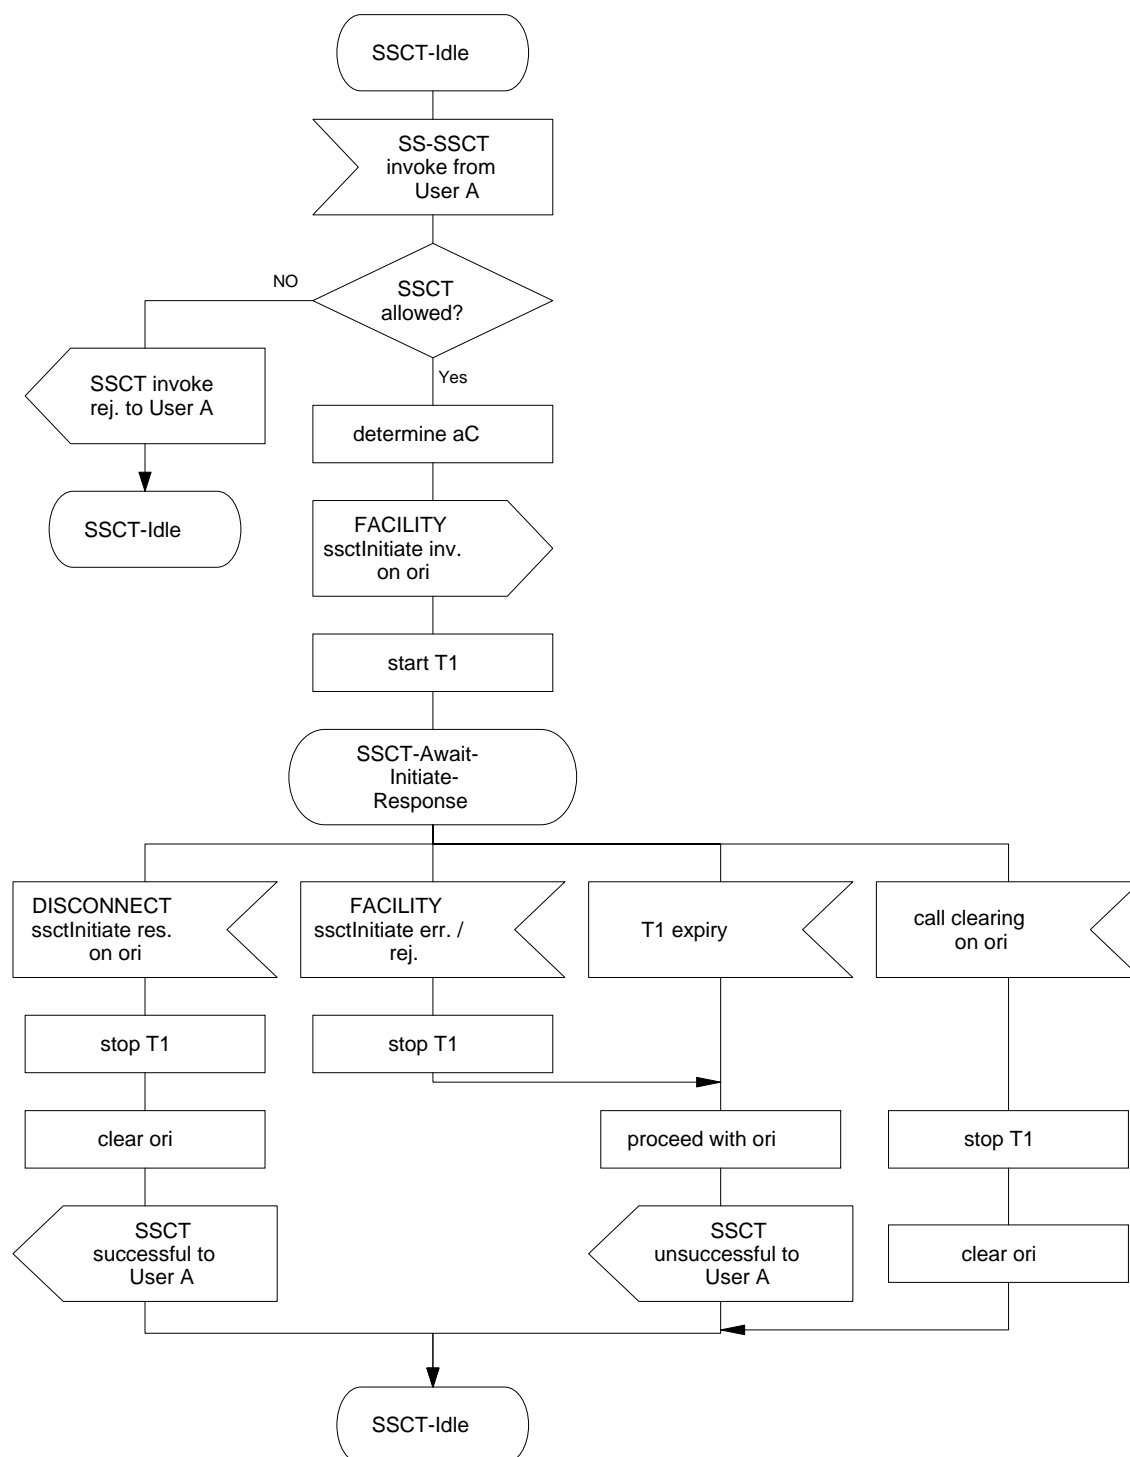 SSCT-Idle
SS-SSCT
invoke from
User A
NO
SSCT
allowed?
Yes
SSCT invoke
rej. to User A
determine aC
SSCT-Idle
FACILITY
ssctInitiate inv.
on ori
start T1
SSCT-Await-
Initiate-
Response
DISCONNECT
ssctInitiate res.
on ori
FACILITY
ssctInitiate err. /
rej.
T1 expiry
call clearing
on ori
stop T1
stop T1
clear ori
proceed with ori
stop T1
SSCT
successful to
User A
SSCT
unsuccessful to
User A
clear ori
SSCT-Idle